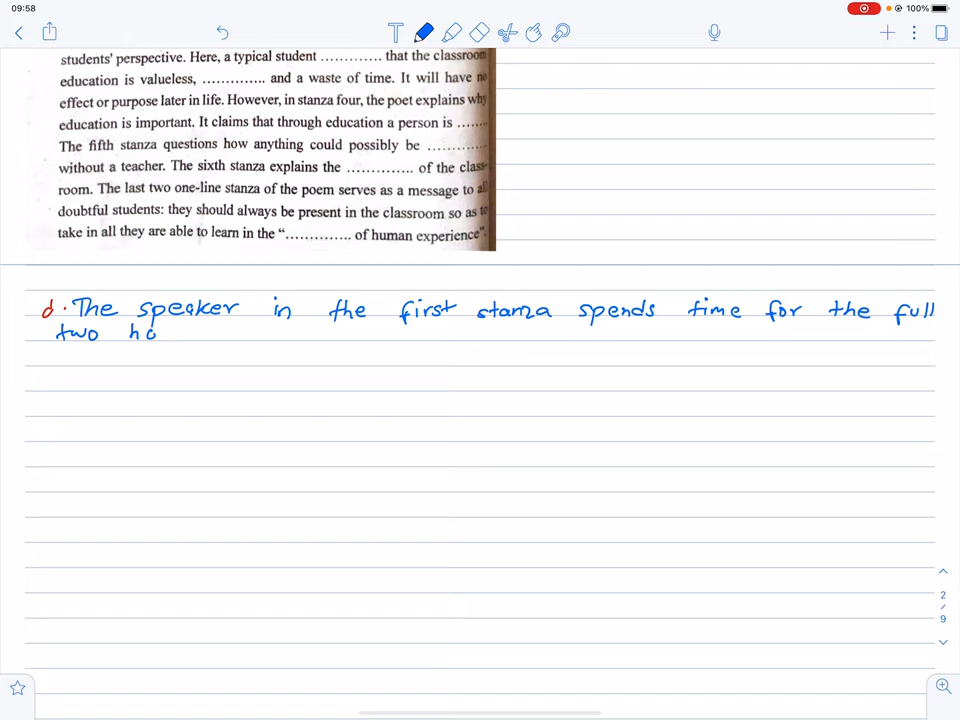 09:58
100%
students' perspective. Here, a typical student ............. that the classroom
education is valueless, .............. and a waste of time. It will have no
effect or purpose later in life. However, in stanza four, the poet explains why
education is important. It claims that through education a person is ......
The fifth stanza questions how anything could possibly be ............
without a teacher. The sixth stanza explains the .............. of the class-
room. The last two one-line stanza of the poem serves as a message to all
doubtful students: they should always be present in the classroom so as to
take in all they are able to learn in the “.............. of human experience”.
d. The speaker in the first stanza spends time for the full
two ho
2
/
9